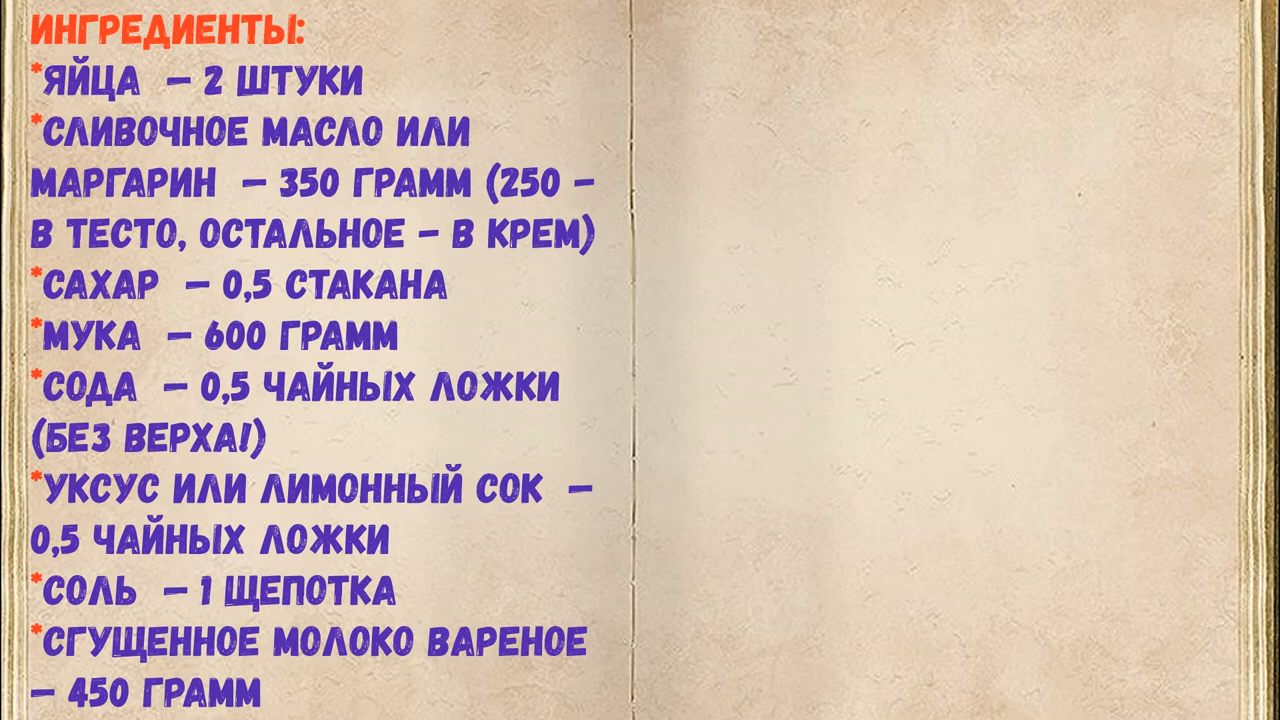 ИНГРЕДИЕНТЫ:
*ЯЙЦА – 2 ШТУКИ
*СЛИВОЧНОЕ МАСЛО ИЛИ
МАРГАРИН – 350 ГРАММ (250 –
В ТЕСТО, ОСТАЛЬНОЕ – В КРЕМ)
*САХАР – 0,5 СТАКАНА
*МУКА – 600 ГРАММ
*СОДА – 0,5 ЧАЙНЫХ ЛОЖКИ
(БЕЗ ВЕРХА!)
*УКСУС ИЛИ ЛИМОННЫЙ СОК –
0,5 ЧАЙНЫХ ЛОЖКИ
*СОЛЬ – 1 ЩЕПОТКА
*СГУЩЕННОЕ МОЛОКО ВАРЕНОЕ
– 450 ГРАММ